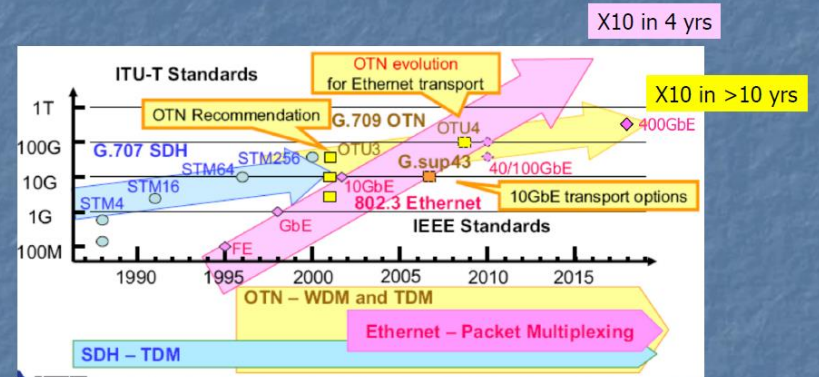 X10 in 4 yrs
ITU-T Standards
OTN evolution
for Ethernet transport
X10 in >10 yrs
1T
OTN Recommendation
G.709 OTN
OTU4
400GbE
100G
G.707 SDH
STM256
OTU3
G.sup43
40/100GbE
STM64
10G
STM16
10GbE
10GbE transport options
STM4
802.3 Ethernet
1G
GbE
IEEE Standards
100M
FE
1990
1995
2000
2005
2010
2015
OTN – WDM and TDM
Ethernet – Packet Multiplexing
SDH – TDM